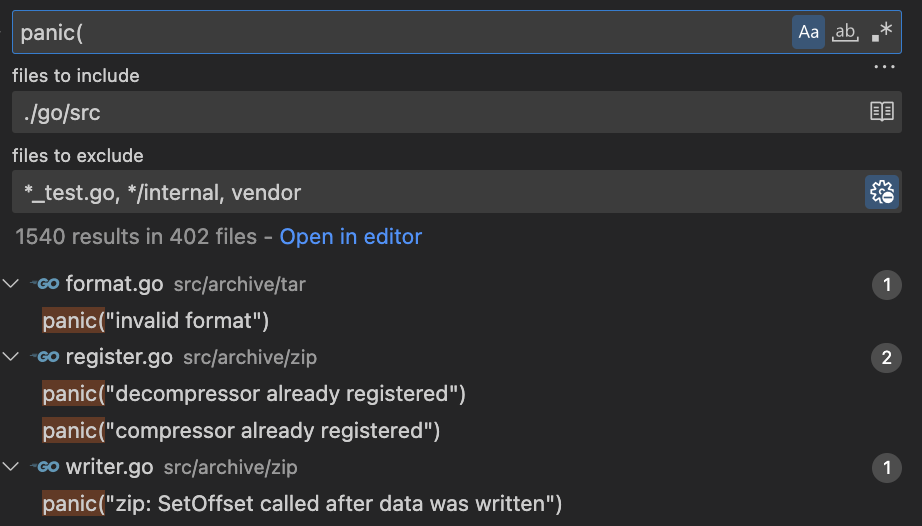 panic(
Aa ab .*
files to include
...
./go/src
files to exclude
*_test.go, */internal, vendor
1540 results in 402 files - Open in editor
GO format.go src/archive/tar 1
panic("invalid format")
GO register.go src/archive/zip 2
panic("decompressor already registered")
panic("compressor already registered")
GO writer.go src/archive/zip 1
panic("zip: SetOffset called after data was written")